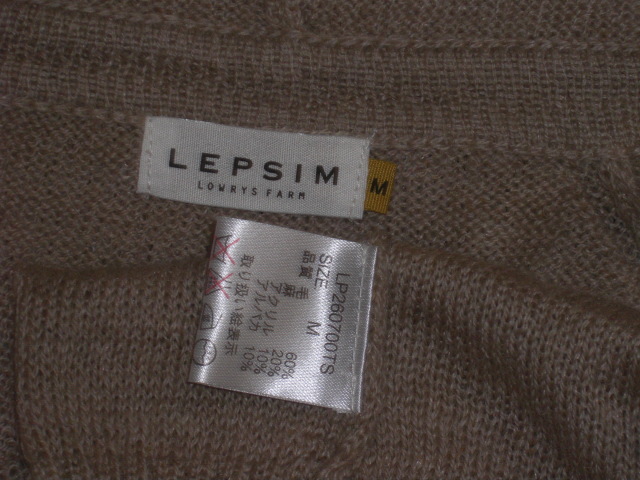 LEPSIM
LOWRYS FARM
M
LP260700TS
SIZE M
品質 毛 60%
麻 20%
アクリル 10%
アルパカ 10%
取り扱い絵表示